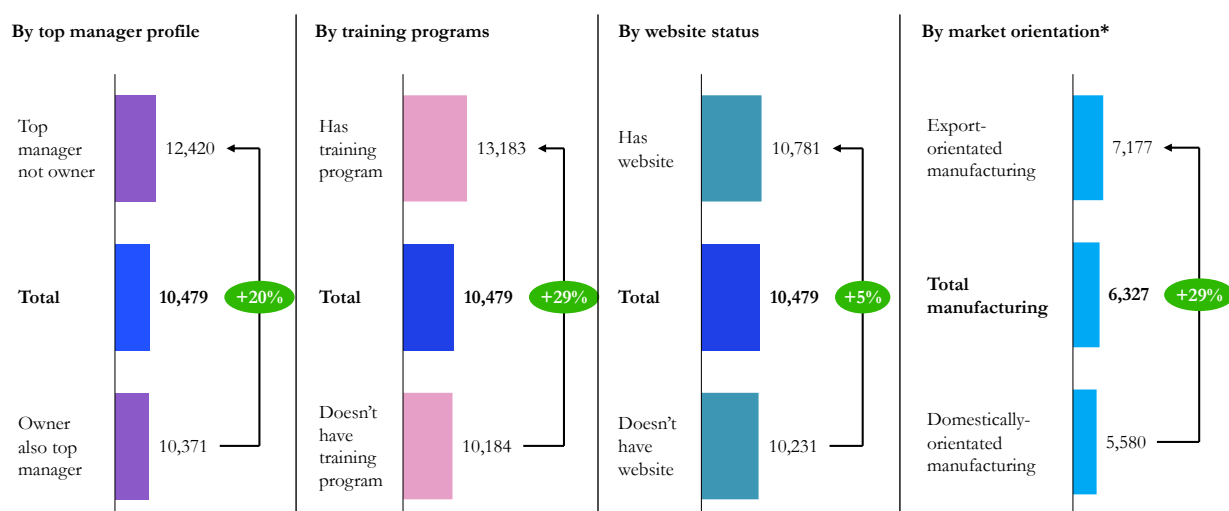 By top manager profile
Top
manager
not owner
12,420
Total
10,479
+20%
Owner
also top
manager
10,371
By training programs
Has
training
program
13,183
Total
10,479
+29%
Doesn't
have
training
program
10,184
By website status
Has
website
10,781
Total
10,479
+5%
Doesn't
have
website
10,231
By market orientation*
Export-
orientated
manufacturing
7,177
Total
manufacturing
6,327
+29%
Domestically-
orientated
manufacturing
5,580